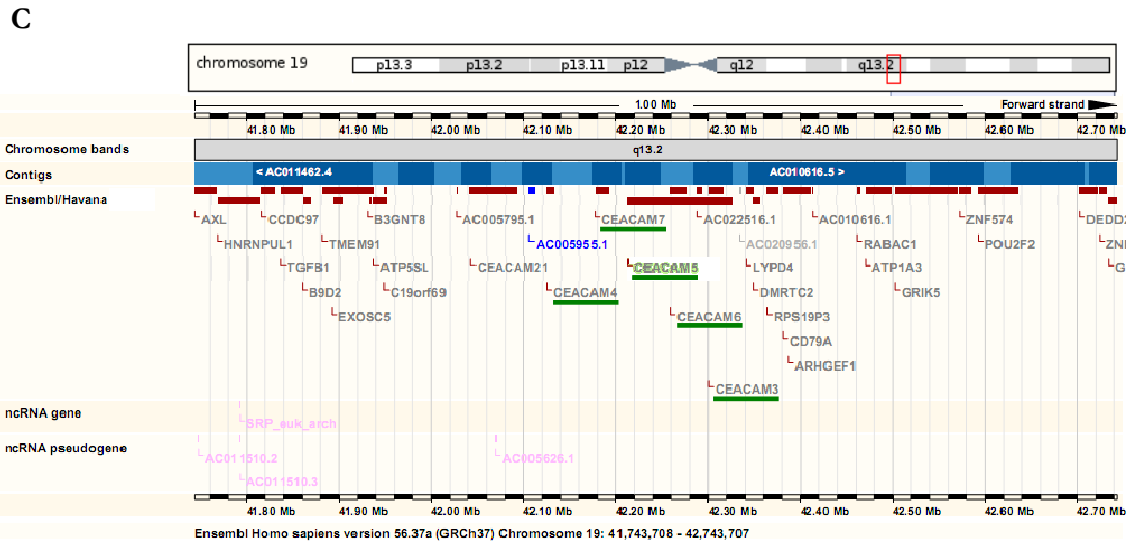 C
chromosome 19 p13.3 p13.2 p13.11 p12 q12 q13.2
1.00 Mb Forward strand
41.80 Mb 41.90 Mb 42.00 Mb 42.10 Mb 42.20 Mb 42.30 Mb 42.40 Mb 42.50 Mb 42.60 Mb 42.70 Mb
Chromosome bands q13.2
Contigs < AC011462.4 AC010616.5 >
Ensembl/Havana
AXL CCDC97 B3GNT8 AC005795.1 CEACAM7 AC022516.1 AC010616.1 ZNF574 DEDD2
HNRNPUL1 TMEM91 AC005955.1 AC020956.1 RABAC1 POU2F2 ZN
TGFB1 ATP5SL CEACAM21 CEACAM5 LYPD4 ATP1A3 G
B9D2 C19orf69 CEACAM4 DMRTC2 GRIK5
EXOSC5 CEACAM6 RPS19P3
CD79A
ARHGEF1
CEACAM3
ncRNA gene
SRP_euk_arch
ncRNA pseudogene
AC011510.2 AC005626.1
AC011510.3
41.80 Mb 41.90 Mb 42.00 Mb 42.10 Mb 42.20 Mb 42.30 Mb 42.40 Mb 42.50 Mb 42.60 Mb 42.70 Mb
Ensembl Homo sapiens version 56.37a (GRCh37) Chromosome 19: 41,743,708 - 42,743,707